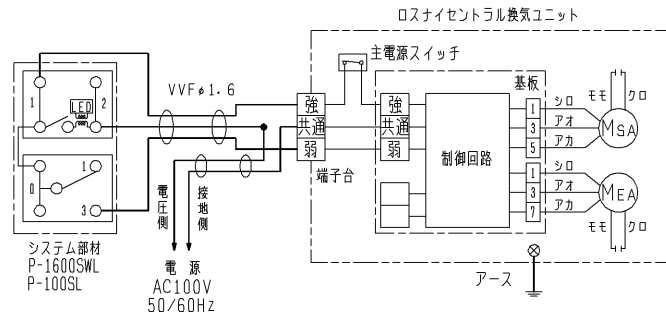 ロスナイセントラル換気ユニット
主電源スイッチ
VVFφ1.6
基板
LED
1
2
0
1
3
強
共通
弱
端子台
強
共通
弱
制御回路
1
3
5
1
3
7
シロ
アオ
アカ
シロ
アオ
アカ
モモ
クロ
MSA
MEA
モモ
クロ
電圧側
接地側
システム部材
P-1600SWL
P-100SL
電源
AC100V
50/60Hz
アース